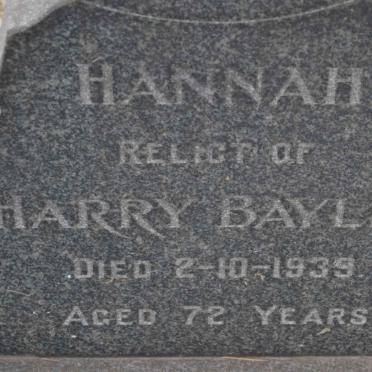 HANNAH
RELICT OF
HARRY BAYL
DIED 2-10-1939
AGED 72 YEARS